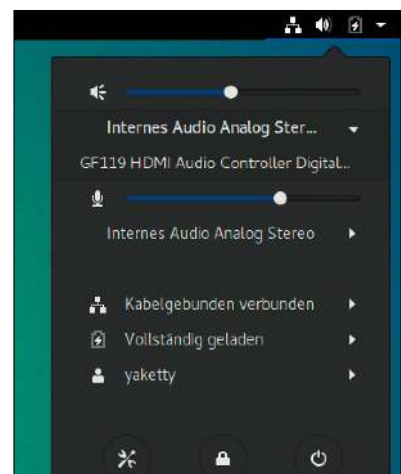 Internes Audio Analog Ster...
GF119 HDMI Audio Controller Digital...
Internes Audio Analog Stereo
Kabelgebunden verbunden
Vollständig geladen
yaketty